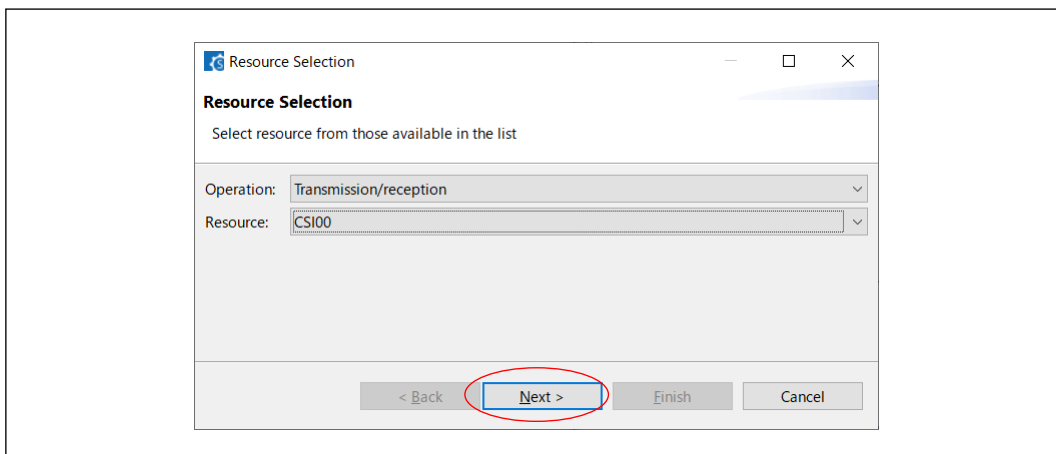 Resource Selection
Resource Selection
Select resource from those available in the list
Operation: Transmission/reception
Resource: CSI00
< Back Next > Finish Cancel